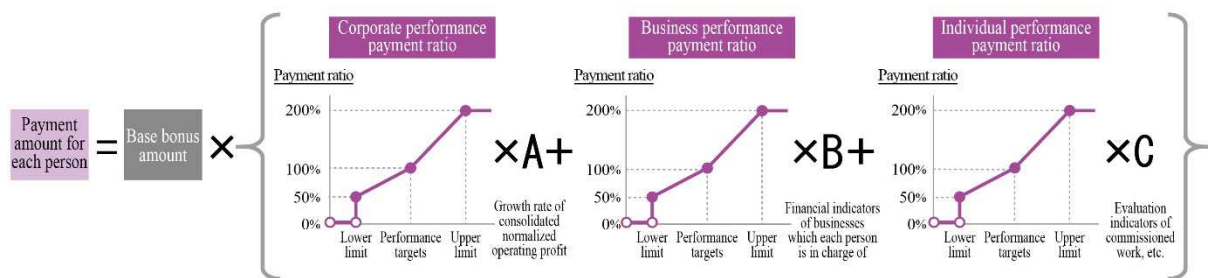 Payment
amount for
each person
=
Base bonus
amount
×
Corporate performance
payment ratio
Payment ratio
200%
100%
50%
0%
Lower
limit
Performance
targets
Upper
limit
×A+
Growth rate of
consolidated
normalized
operating profit
Business performance
payment ratio
Payment ratio
200%
100%
50%
0%
Lower
limit
Performance
targets
Upper
limit
×B+
Financial indicators
of businesses
which each person
is in charge of
Individual performance
payment ratio
Payment ratio
200%
100%
50%
0%
Lower
limit
Performance
targets
Upper
limit
×C
Evaluation
indicators of
commissioned
work, etc.